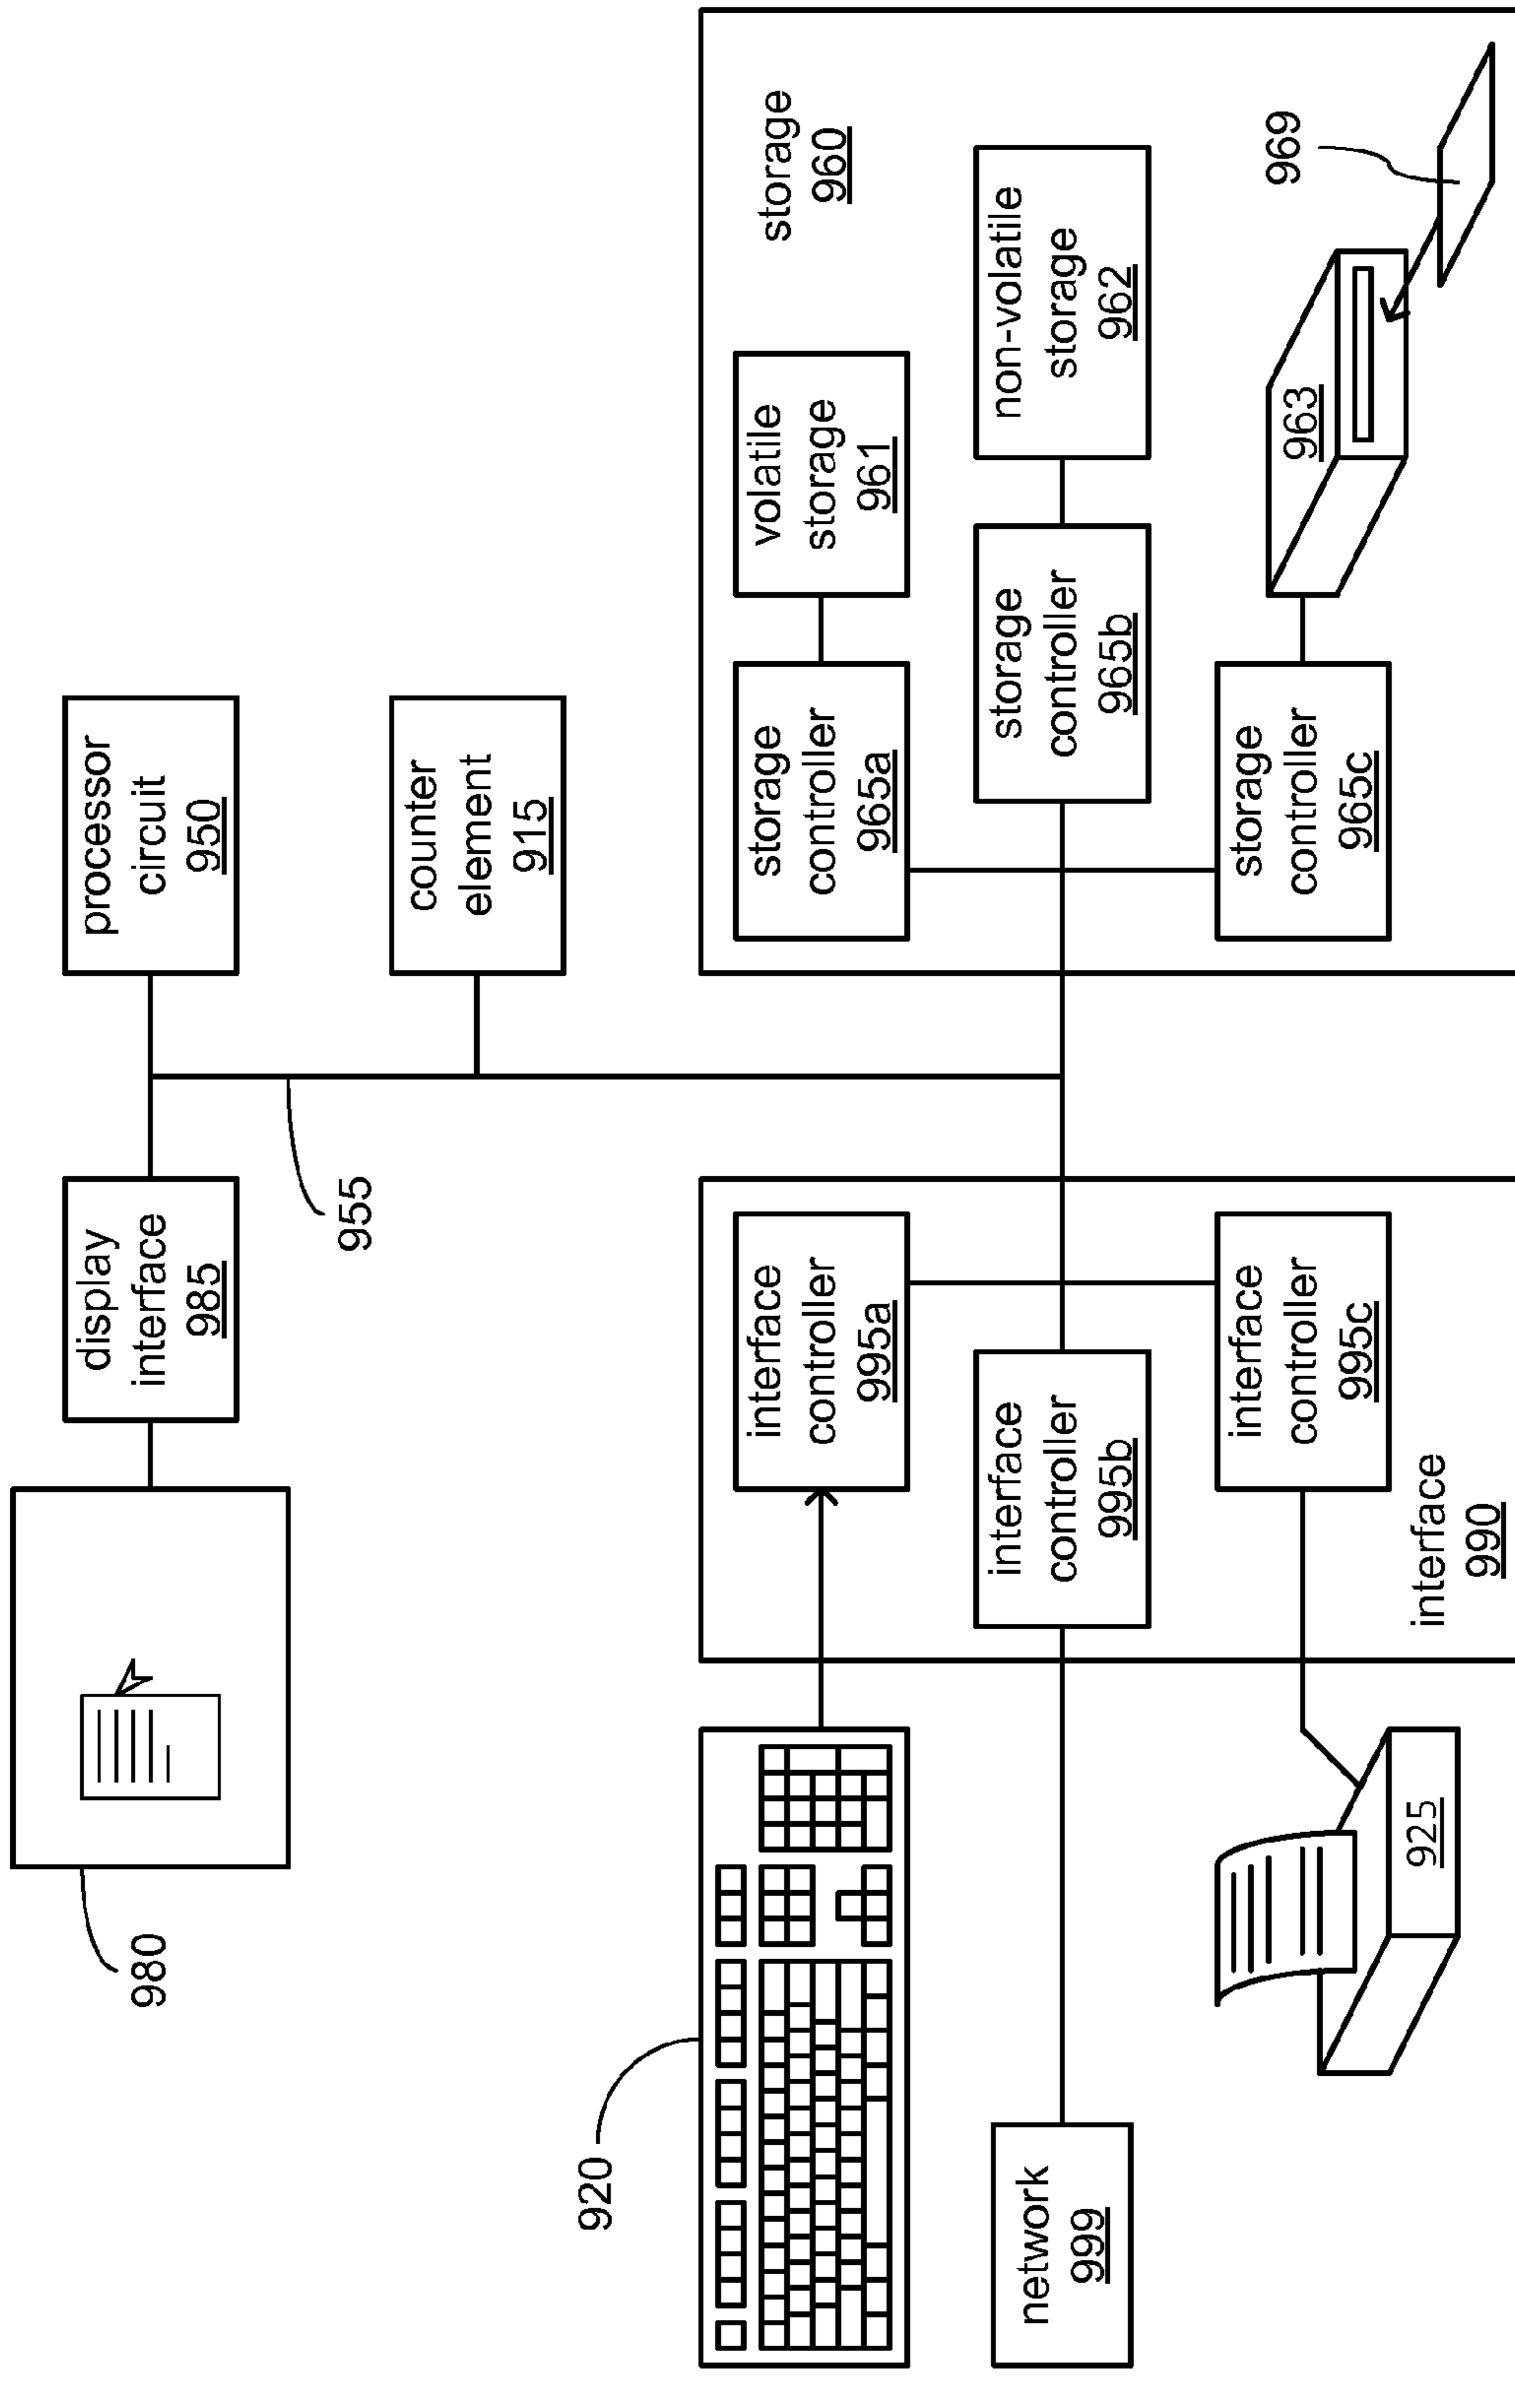 980
display
interface
985
processor
circuit
950
955
counter
element
915
920
interface
controller
995a
storage
controller
965a
volatile
storage
961
storage
960
network
999
interface
controller
995b
storage
controller
965b
non-volatile
storage
962
925
interface
controller
995c
interface
990
storage
controller
965c
963
969